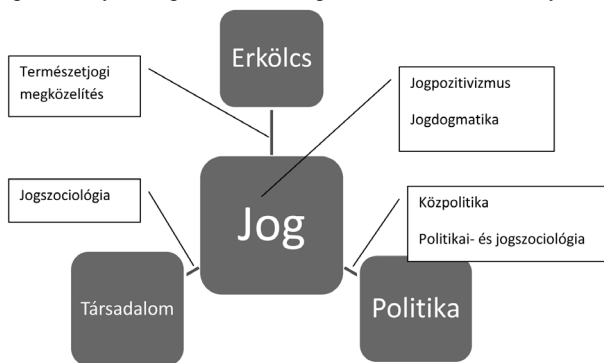 Erkölcs
Természetjogi
megközelítés
Jogpozitivizmus
Jogdogmatika
Jogszociológia
Jog
Közpolitika
Politikai- és jogszociológia
Társadalom
Politika